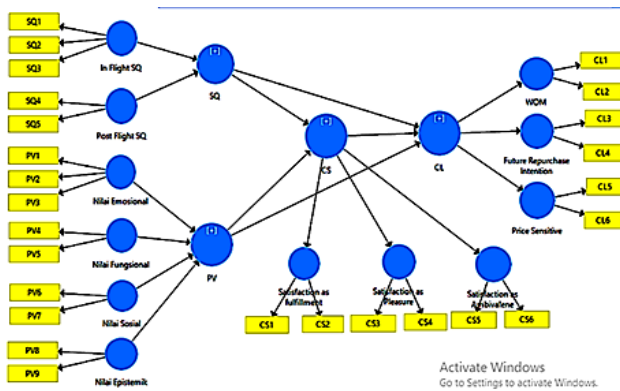 SQ1
SQ2
SQ3
In Flight SQ
SQ
SQ4
SQ5
Post Flight SQ
PV1
PV2
PV3
Nilai Emosional
PV4
PV5
Nilai Fungsional
PV
PV6
PV7
Nilai Sosial
PV8
PV9
Nilai Epistemik
CS
CL
WOM
CL1
CL2
Future Repurchase
Intention
CL3
CL4
Price Sensitive
CL5
CL6
Satisfaction as
fulfillment
CS1
CS2
Satisfaction as
Pleasure
CS3
CS4
Satisfaction as
Ambivalene
CS5
CS6
Activate Windows
Go to Settings to activate Windows.